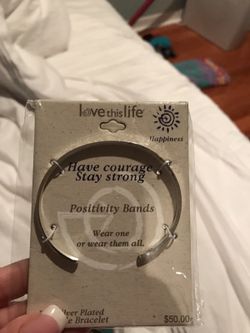 love this life
Happiness
Have courage
Stay strong
Positivity Bands
Wear one
or wear them all.
Plated
Bracelet
$50.00